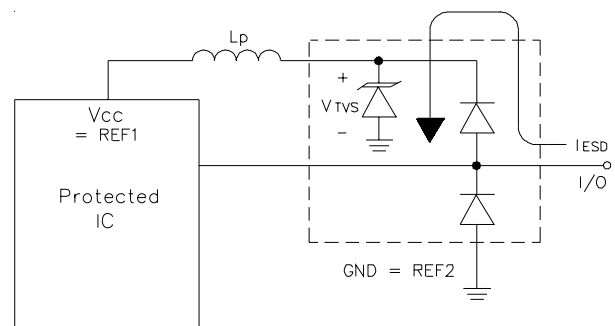 Lp
Vcc
= REF1
+
VTVS
-
IESD
I/O
Protected
IC
GND = REF2